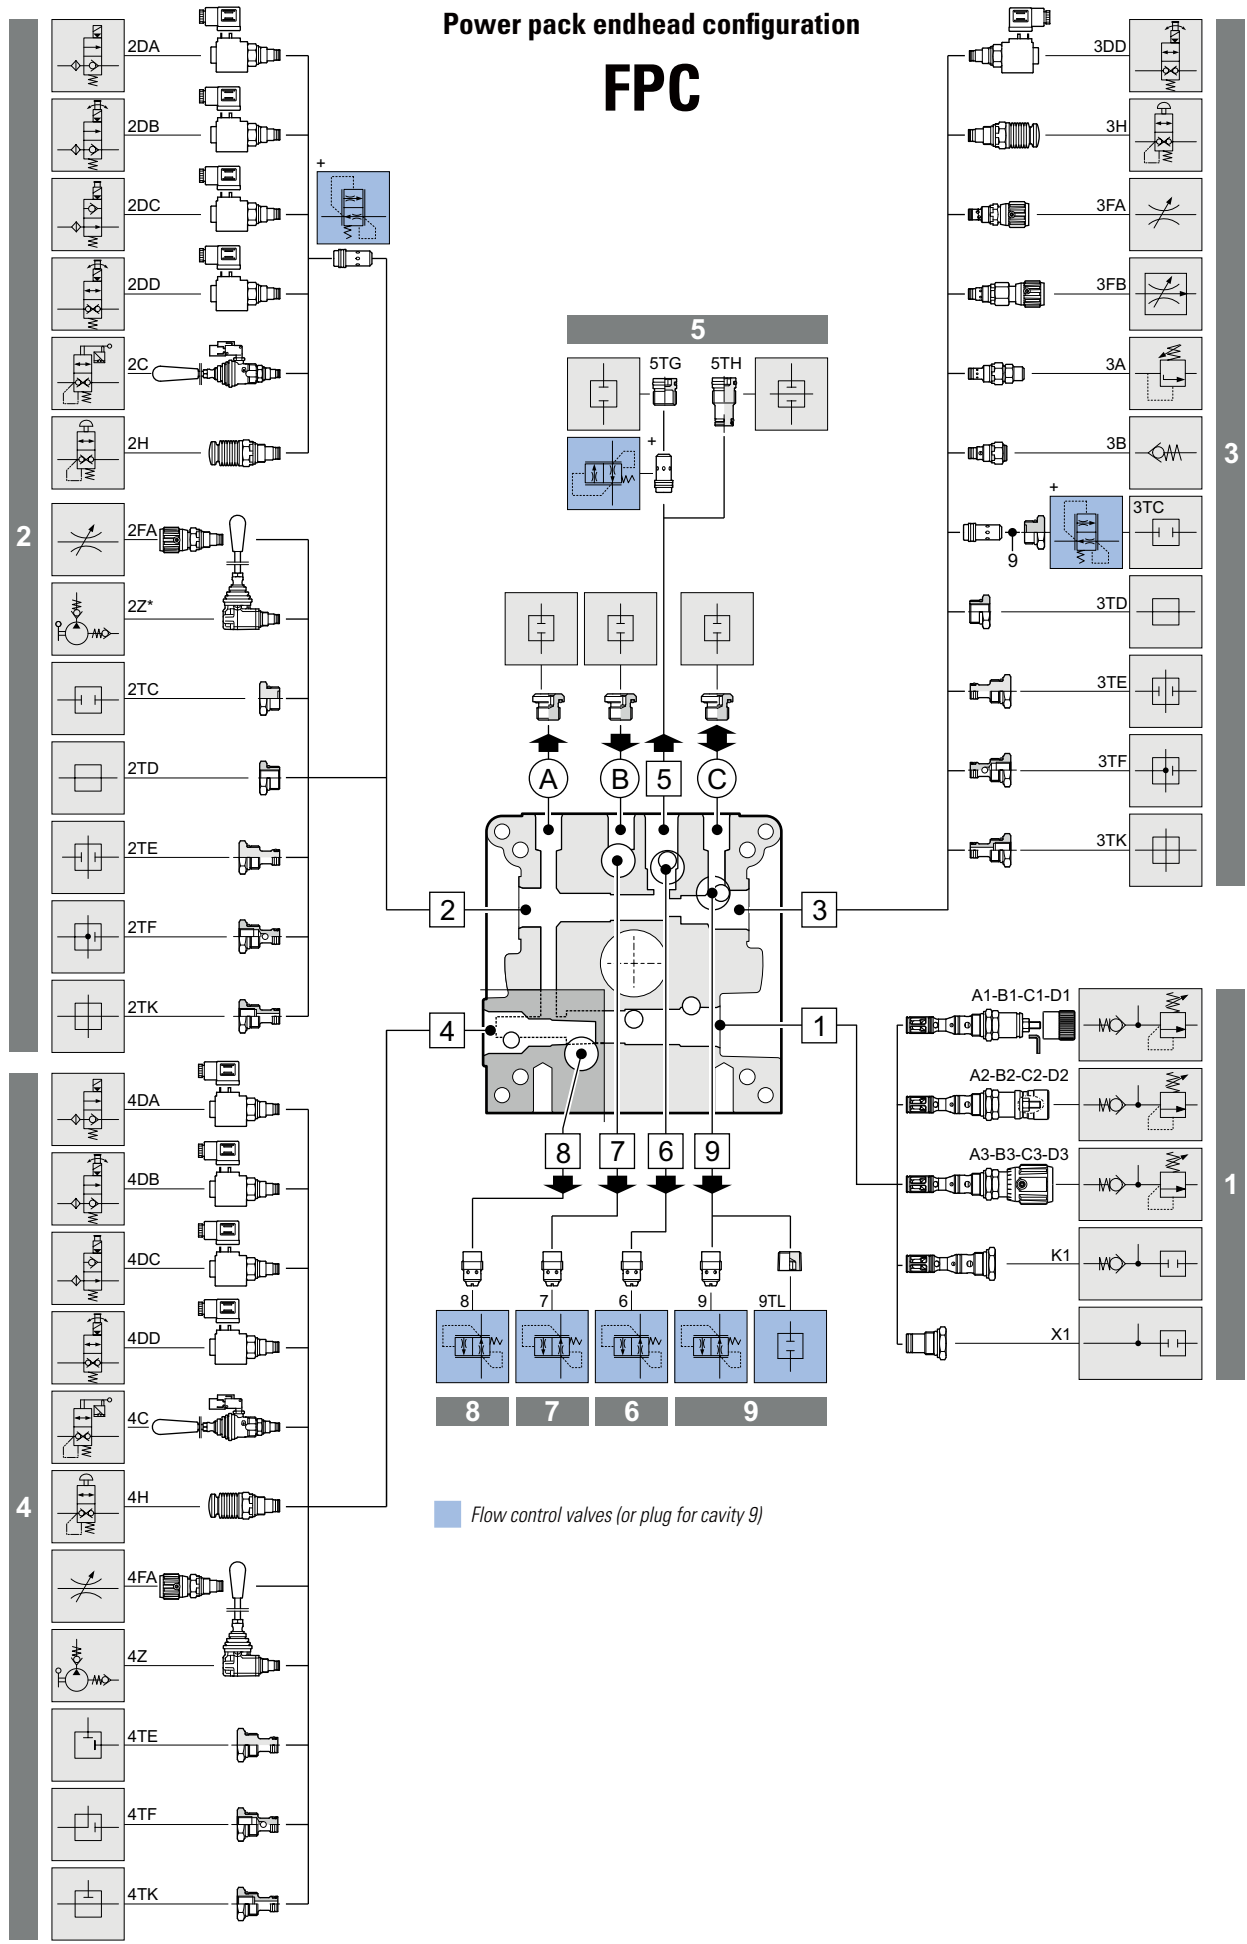 Power pack endhead configuration
FPC
2
2DA
2DB
2DC
2DD
+
2C
2H
2FA
2Z*
2TC
2TD
2TE
2TF
2TK
4
4DA
4DB
4DC
4DD
4C
4H
4FA
4Z
4TE
4TF
4TK
5
5TG
5TH
+
A
B
5
C
2
3
4
1
8
7
6
9
8
7
6
9
9TL
8
7
6
9
Flow control valves (or plug for cavity 9)
3
3DD
3H
3FA
3FB
3A
3B
+
3TC
9
3TD
3TE
3TF
3TK
1
A1-B1-C1-D1
A2-B2-C2-D2
A3-B3-C3-D3
K1
X1